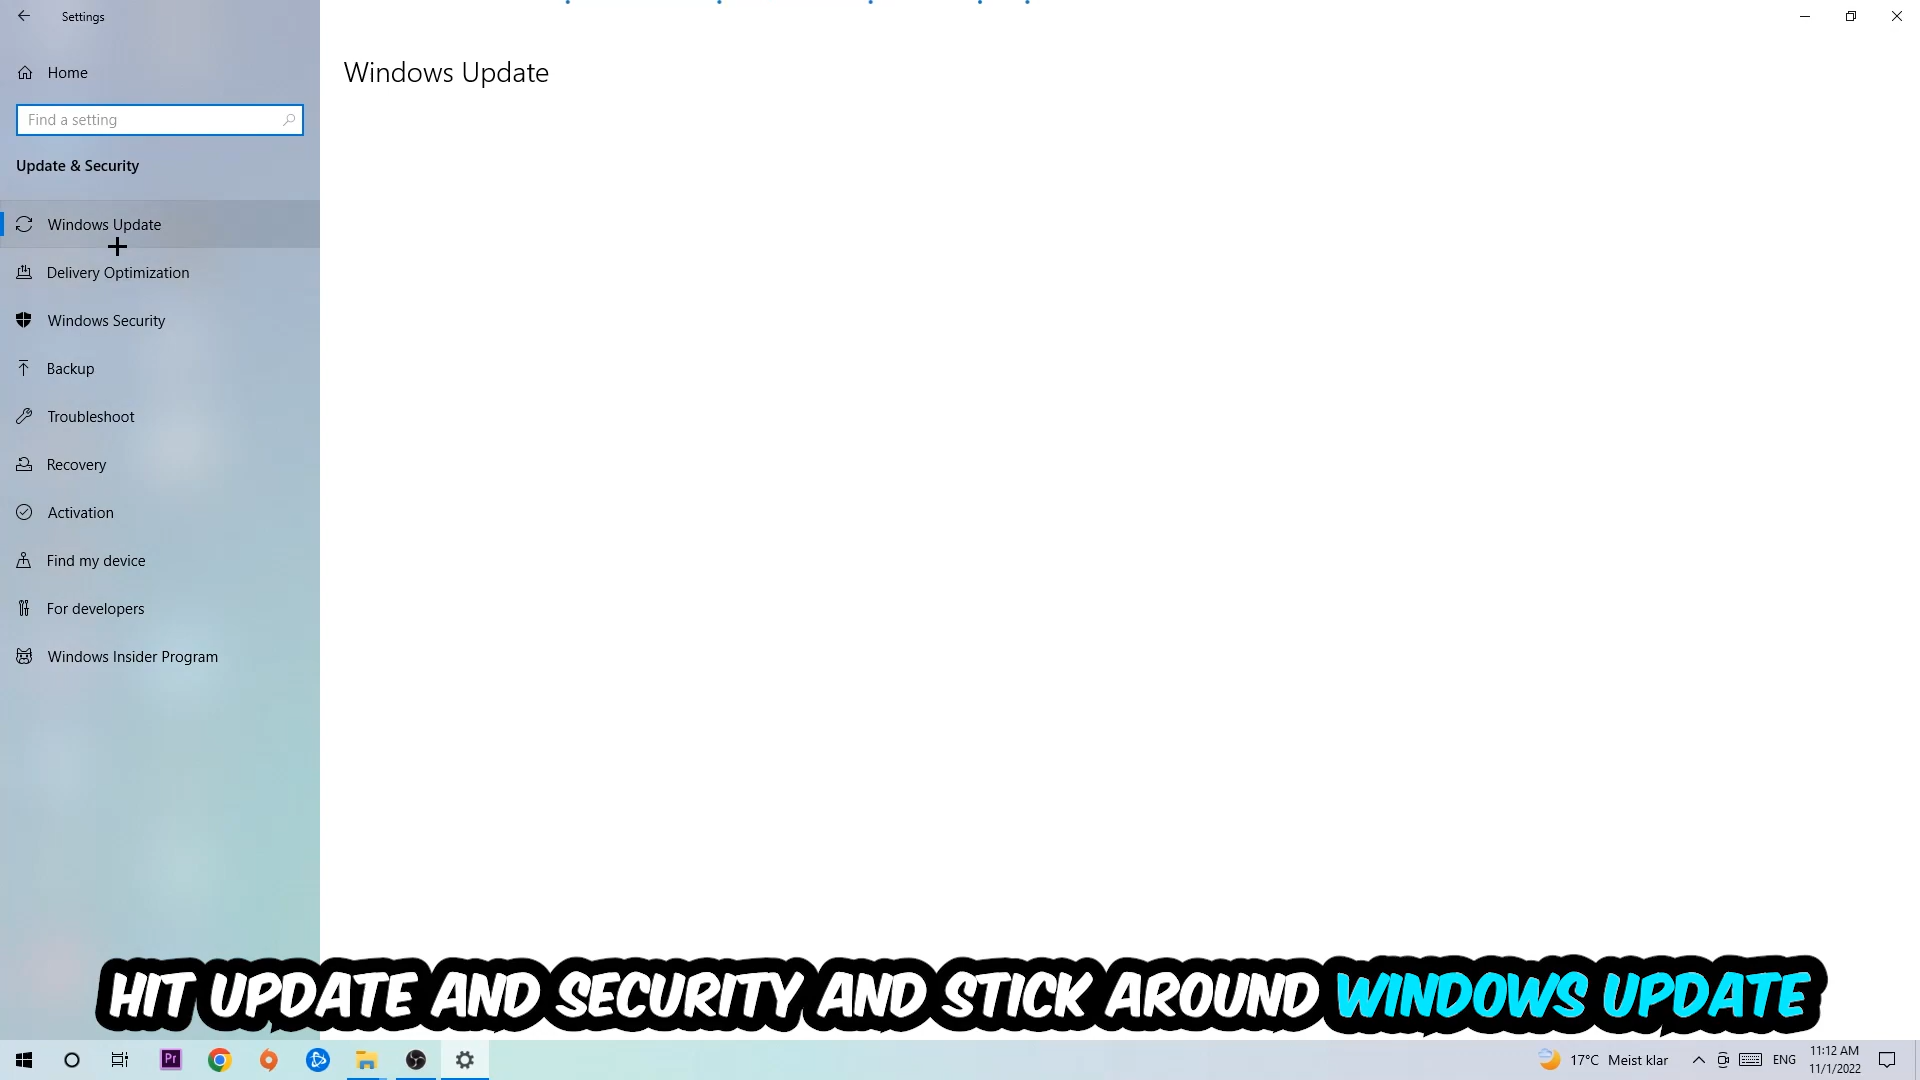 Settings
Home
Find a setting
Update & Security
Windows Update
Delivery Optimization
Windows Security
Backup
Troubleshoot
Recovery
Activation
Find my device
For developers
Windows Insider Program
Windows Update
HIT UPDATE AND SECURITY AND STICK AROUND WINDOWS UPDATE
Pr
17°C Meist klar
ENG
11:12 AM
11/1/2022